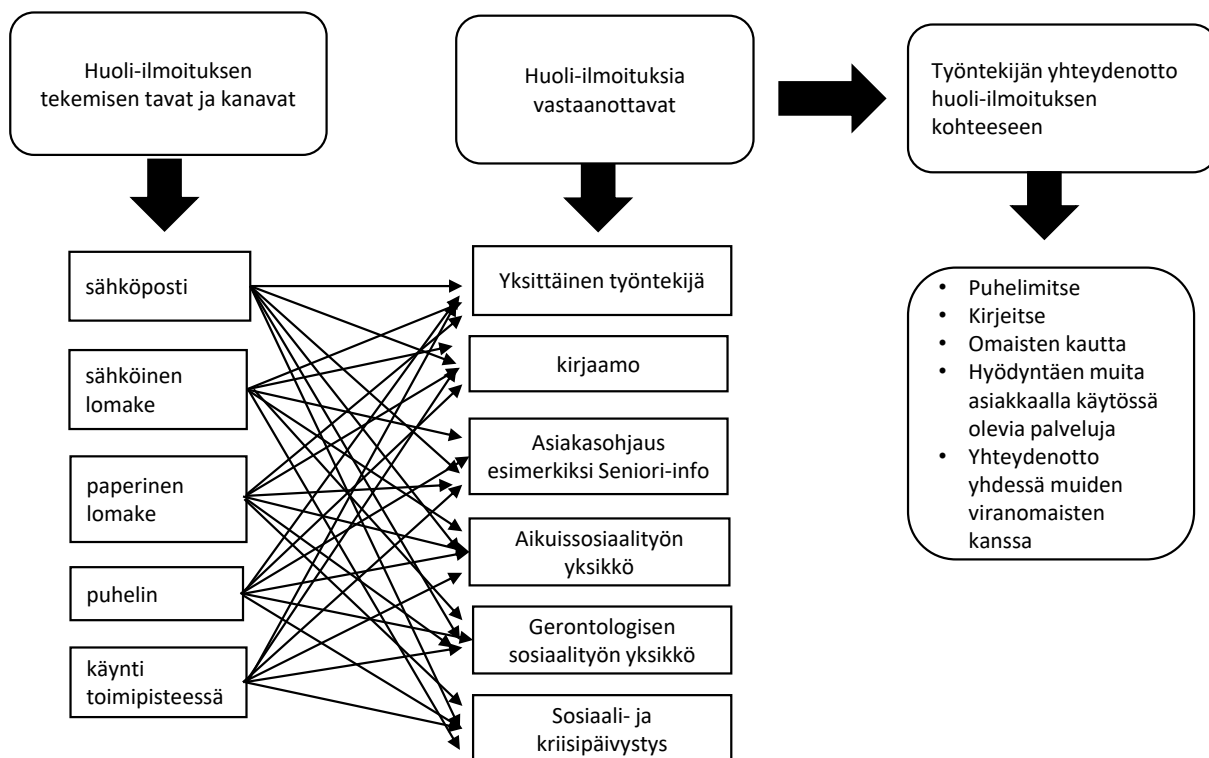 Huoli-ilmoituksen
tekemisen tavat ja kanavat
Huoli-ilmoituksia
vastaanottavat
Työntekijän yhteydenotto
huoli-ilmoituksen
kohteeseen
sähköposti
sähköinen
lomake
paperinen
lomake
puhelin
käynti
toimipisteessä
Yksittäinen työntekijä
kirjaamo
Asiakasohjaus
esimerkiksi Seniori-info
Aikuissosiaalityön
yksikkö
Gerontologisen
sosiaalityön yksikkö
Sosiaali- ja
kriisipäivystys
• Puhelimitse
• Kirjeitse
• Omaisten kautta
• Hyödyntäen muita
asiakkaalla käytössä
olevia palveluja
• Yhteydenotto
yhdessä muiden
viranomaisten
kanssa